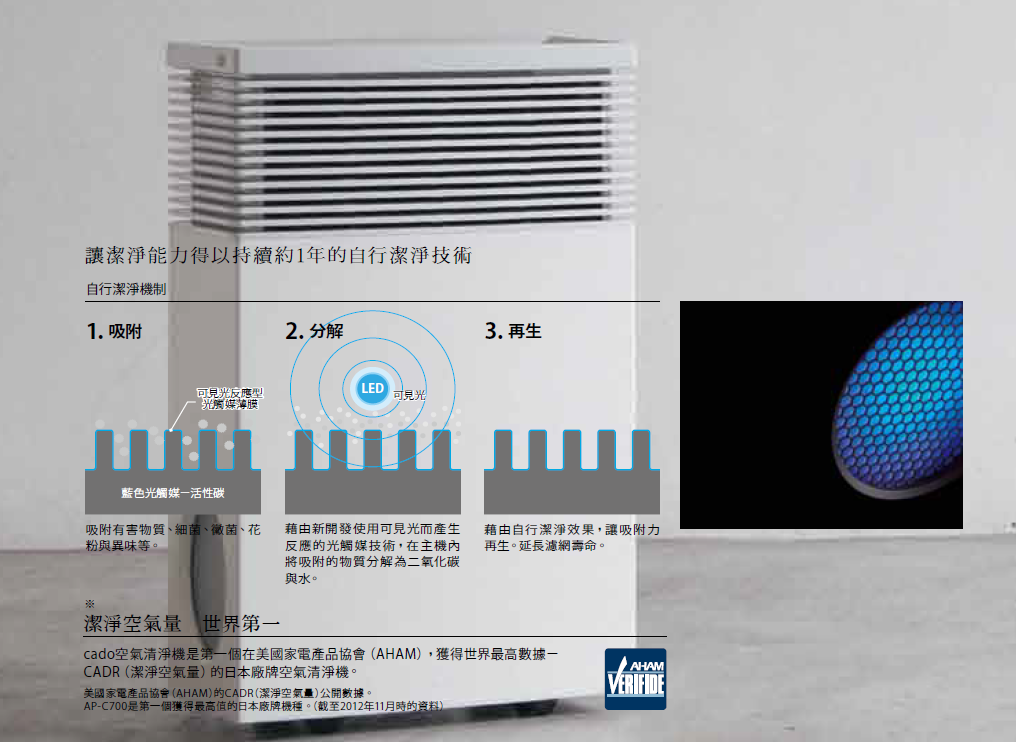 讓潔淨能力得以持續約1年的自行潔淨技術
自行潔淨機制
1. 吸附
2. 分解
3. 再生
可見光反應型
光觸媒薄膜
LED
可見光
藍色光觸媒－活性碳
吸附有害物質、細菌、黴菌、花
粉與異味等。
藉由新開發使用可見光而產生
反應的光觸媒技術，在主機內
將吸附的物質分解為二氧化碳
與水。
藉由自行潔淨效果，讓吸附力
再生。延長濾網壽命。
※
潔淨空氣量　世界第一
cado空氣清淨機是第一個在美國家電產品協會（AHAM），獲得世界最高數據－
CADR（潔淨空氣量）的日本廠牌空氣清淨機。
美國家電產品協會（AHAM）的CADR（潔淨空氣量）公開數據。
AP-C700是第一個獲得最高值的日本廠牌機種。（截至2012年11月時的資料）
AHAM
VERIFIDE